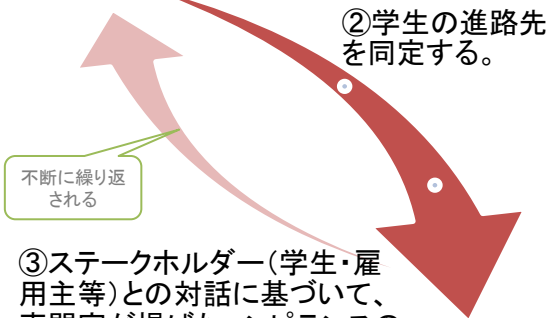 ②学生の進路先
を同定する。
不断に繰り返
される
③ステークホルダー（学生・雇
用主等）との対話に基づいて、